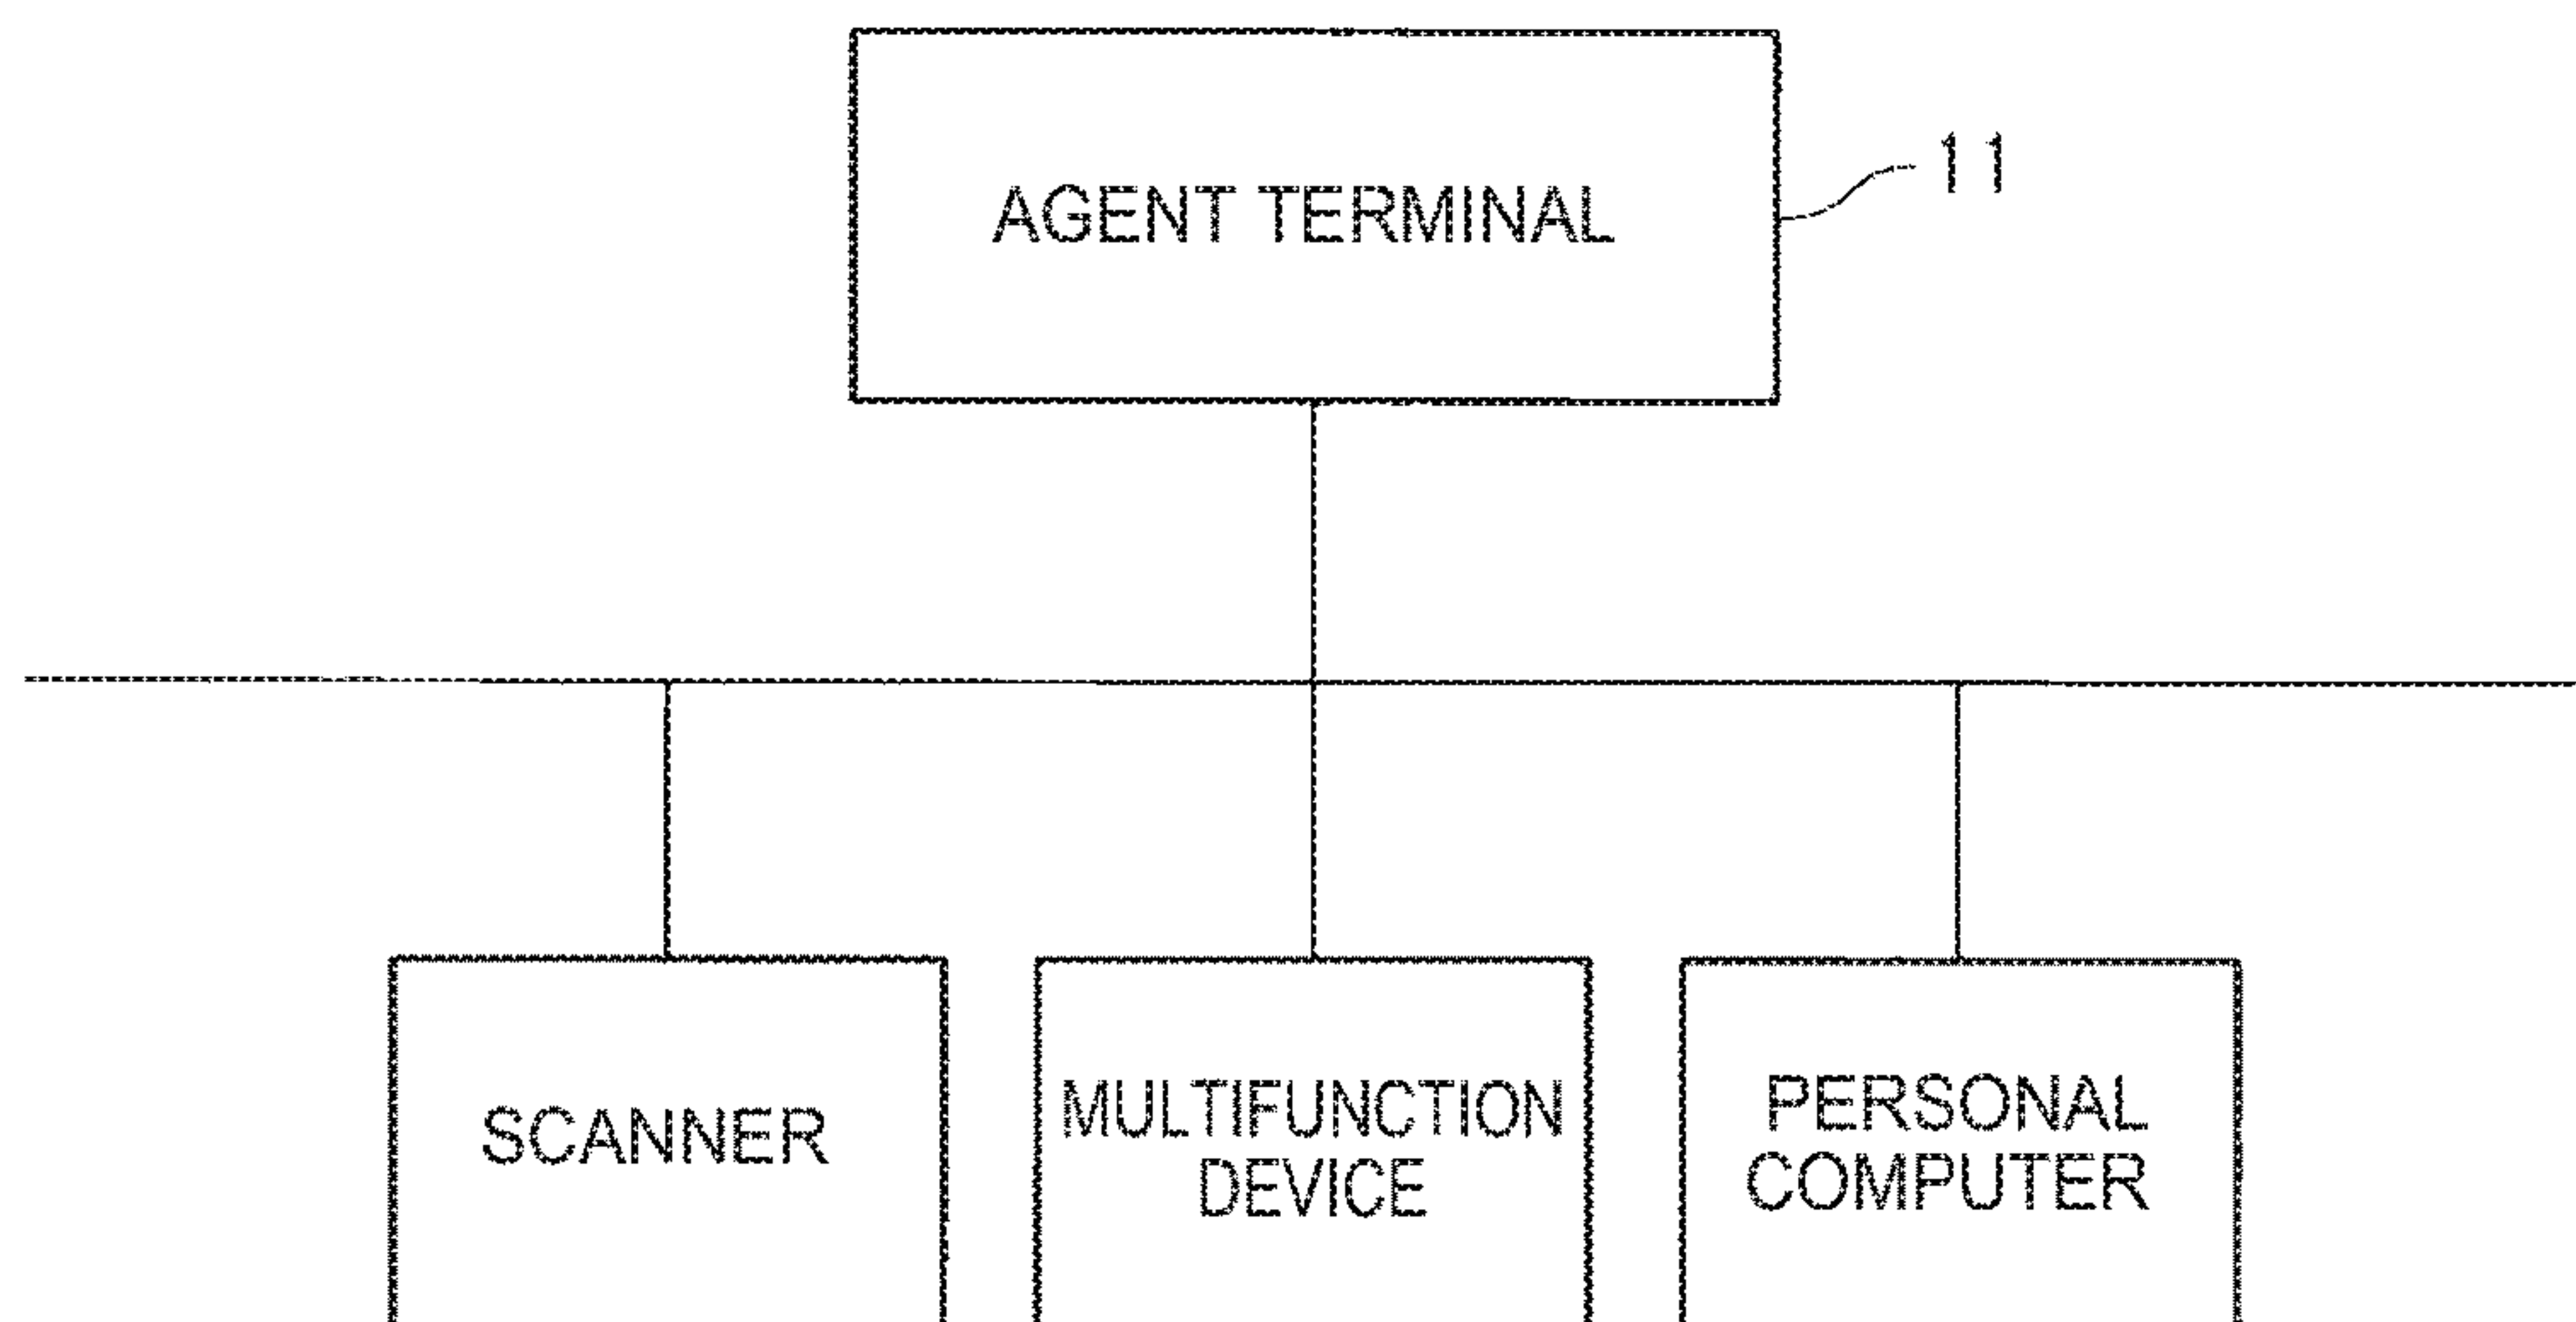 AGENT TERMINAL
11
SCANNER
MULTIFUNCTION
DEVICE
PERSONAL
COMPUTER